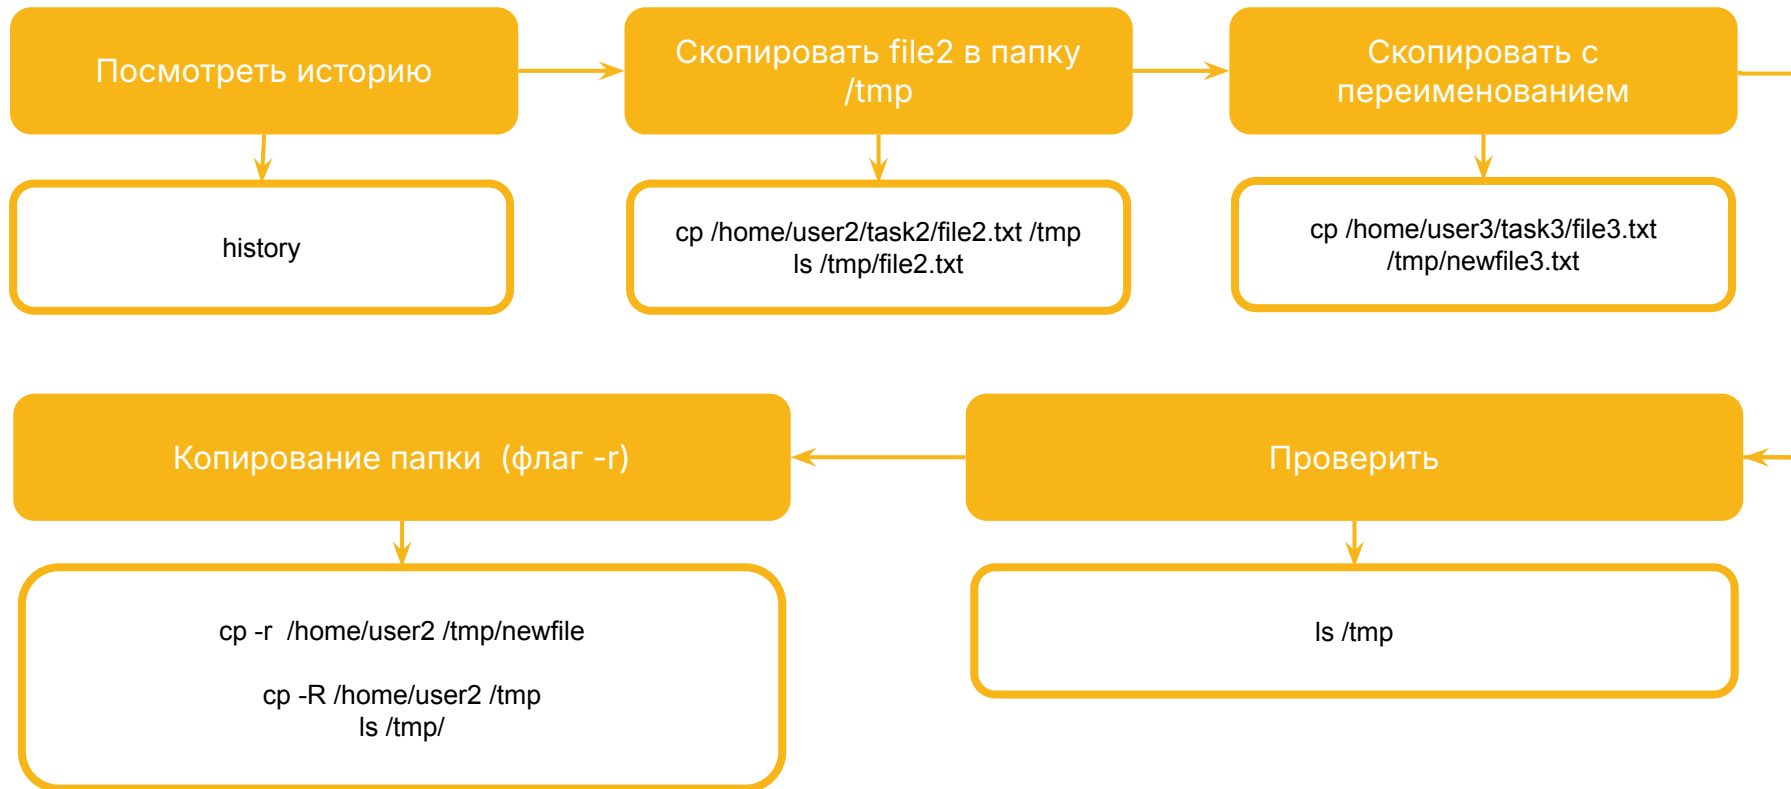 Посмотреть историю
Скопировать file2 в папку
/tmp
Скопировать с
переименованием
history
cp /home/user2/task2/file2.txt /tmp
ls /tmp/file2.txt
cp /home/user3/task3/file3.txt
/tmp/newfile3.txt
Копирование папки  (флаг -r)
Проверить
cp -r  /home/user2 /tmp/newfile
cp -R /home/user2 /tmp
ls /tmp/
ls /tmp